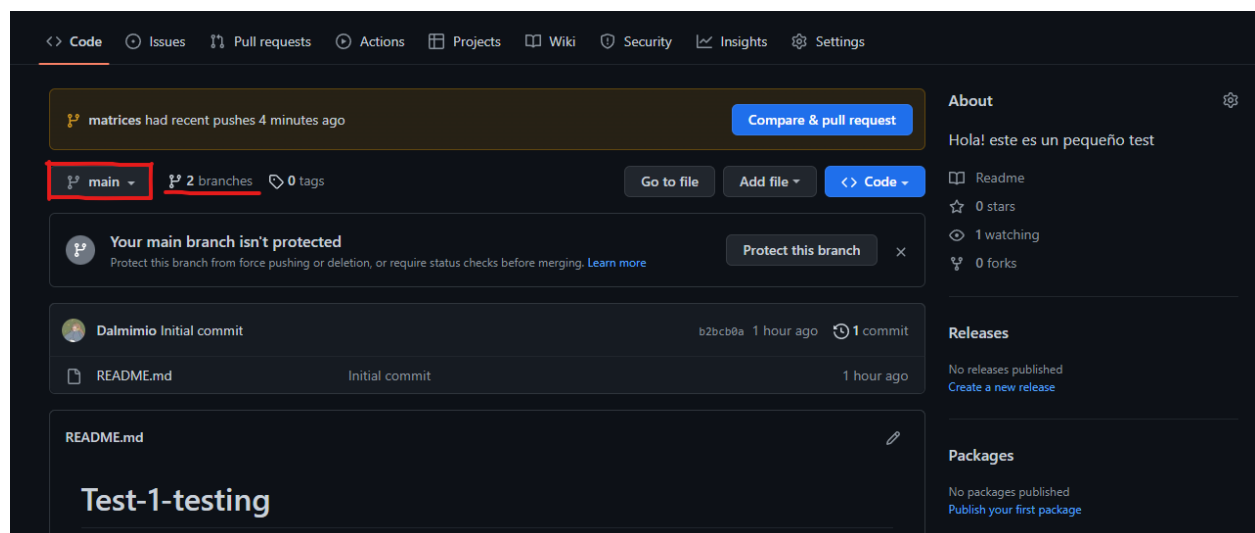 <> Code Issues Pull requests Actions Projects Wiki Security Insights Settings
matrices had recent pushes 4 minutes ago Compare & pull request
main 2 branches 0 tags Go to file Add file <> Code
Your main branch isn't protected
Protect this branch from force pushing or deletion, or require status checks before merging. Learn more
Protect this branch ×
Dalmimio Initial commit b2bcb0a 1 hour ago 1 commit
README.md Initial commit 1 hour ago
README.md
Test-1-testing
About
Hola! este es un pequeño test
Readme
0 stars
1 watching
0 forks
Releases
No releases published
Create a new release
Packages
No packages published
Publish your first package